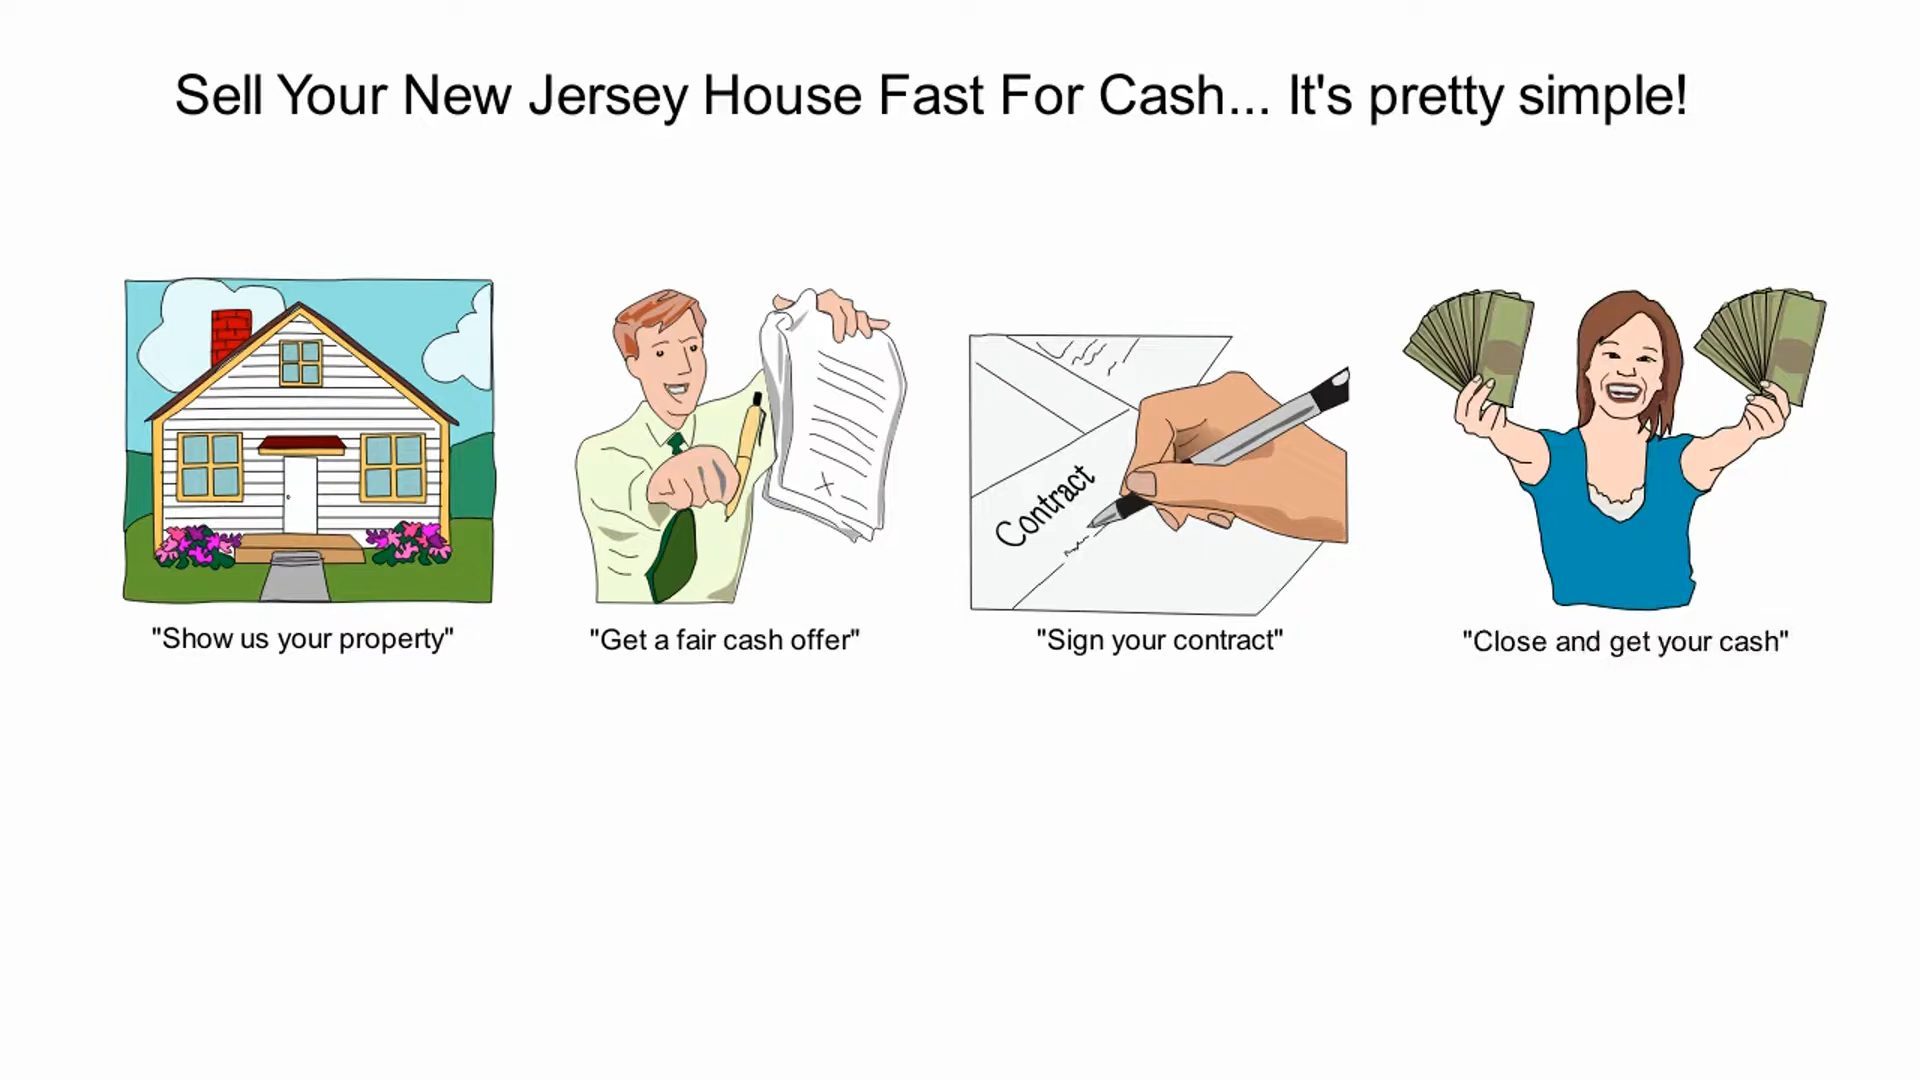 Sell Your New Jersey House Fast For Cash... It's pretty simple!
Contract
"Show us your property"
"Get a fair cash offer"
"Sign your contract"
"Close and get your cash"